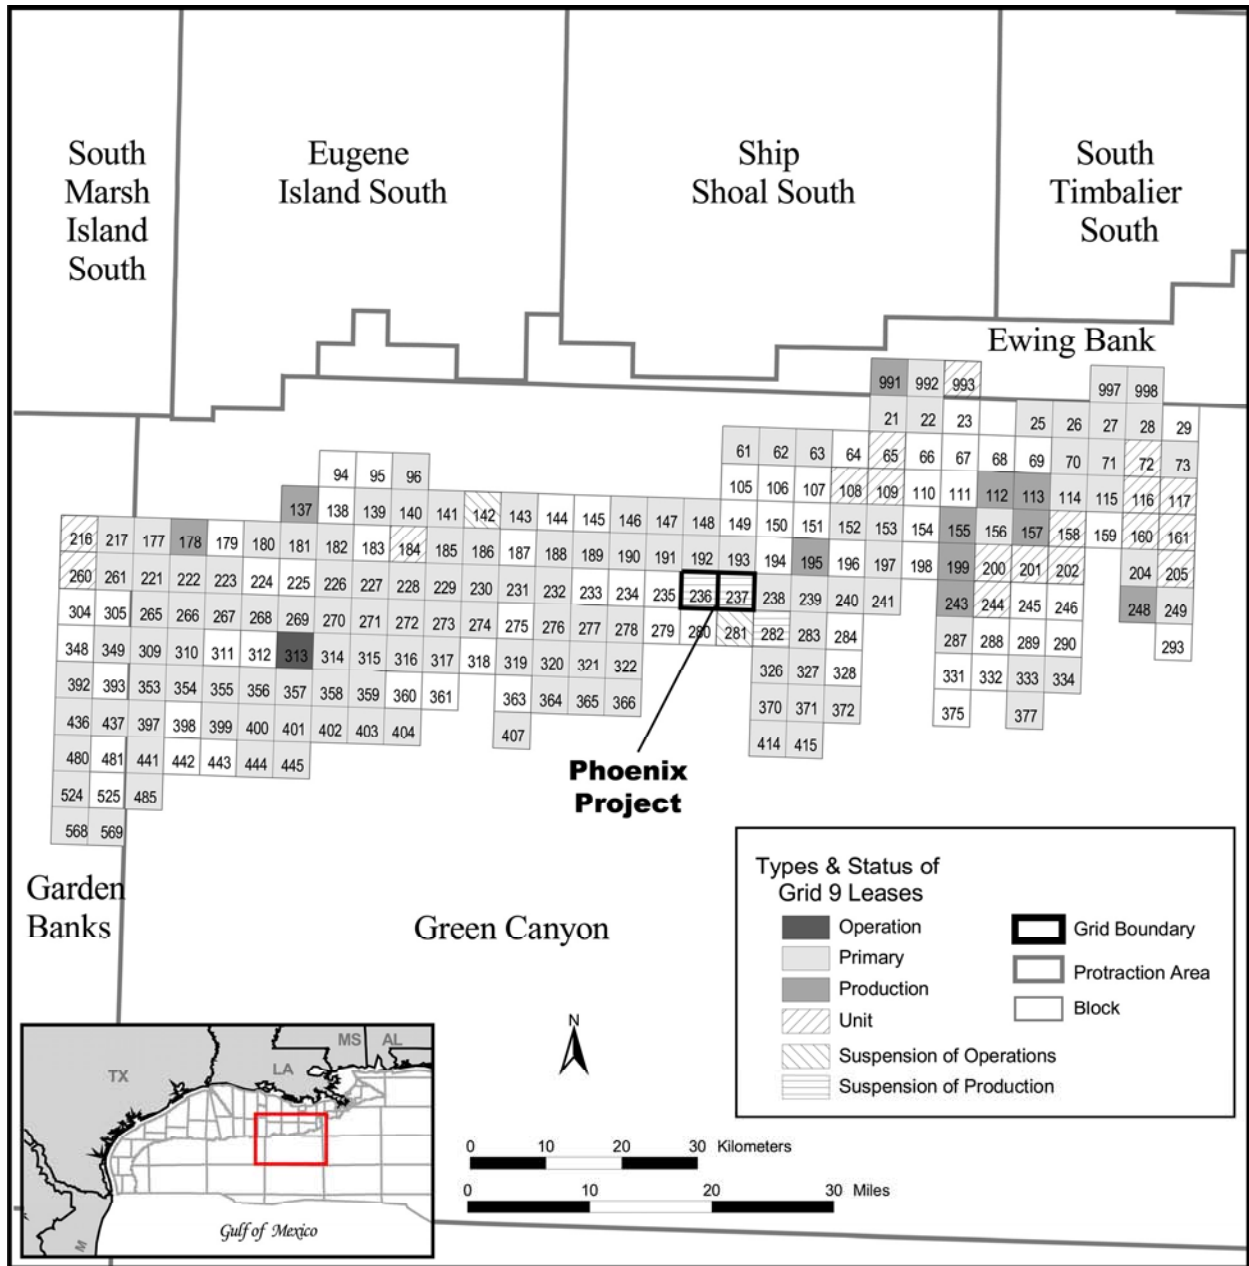 South
Marsh
Island
South
Eugene
Island South
Ship
Shoal South
South
Timbalier
South
Ewing Bank
991 992 993 997 998
21 22 23 25 26 27 28 29
61 62 63 64 65 66 67 68 69 70 71 72 73
94 95 96 105 106 107 108 109 110 111 112 113 114 115 116 117
137 138 139 140 141 142 143 144 145 146 147 148 149 150 151 152 153 154 155 156 157 158 159 160 161
216 217 177 178 179 180 181 182 183 184 185 186 187 188 189 190 191 192 193 194 195 196 197 198 199 200 201 202 204 205
260 261 221 222 223 224 225 226 227 228 229 230 231 232 233 234 235 236 237 238 239 240 241 243 244 245 246 248 249
304 305 265 266 267 268 269 270 271 272 273 274 275 276 277 278 279 280 281 282 283 284 287 288 289 290 293
348 349 309 310 311 312 313 314 315 316 317 318 319 320 321 322 326 327 328 331 332 333 334
392 393 353 354 355 356 357 358 359 360 361 363 364 365 366 370 371 372 375 377
436 437 397 398 399 400 401 402 403 404 407 414 415
480 481 441 442 443 444 445
524 525 485
568 569
Phoenix
Project
Garden
Banks
Green Canyon
Types & Status of
Grid 9 Leases
Operation
Primary
Production
Unit
Suspension of Operations
Suspension of Production
Grid Boundary
Protraction Area
Block
N
TX
LA
MS
AL
M
Gulf of Mexico
0 10 20 30 Kilometers
0 10 20 30 Miles